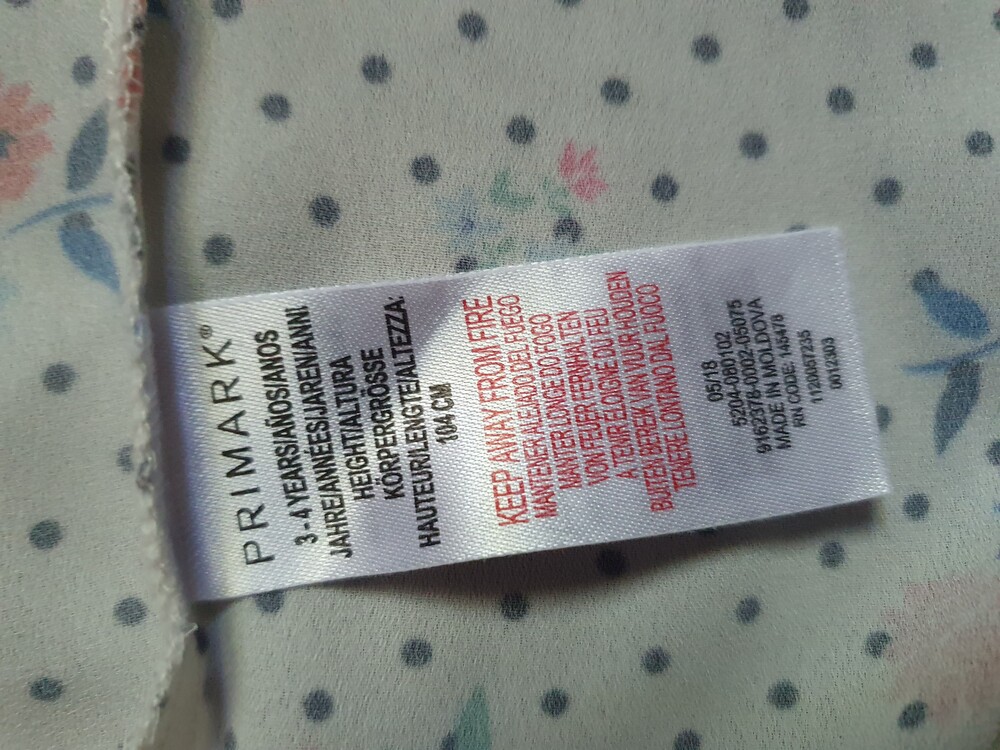 PRIMARK®
3-4 YEARS/AÑOS/ANOS
JAHRE/ANNÉES/JAREN/ANNI
HEIGHT/ALTURA
KÖRPERGRÖSSE
HAUTEUR/LENGTE/ALTEZZA:
104 CM
KEEP AWAY FROM FIRE
MANTENER ALEJADO DEL FUEGO
MANTER LONGE DO FOGO
VON FEUER FERNHALTEN
A TENIR ELOIGNE DU FEU
BUITEN BEREIK VAN VUUR HOUDEN
TENERE LONTANO DAL FUOCO
05/18
5204-080102
9162378-0002-05075
MADE IN MOLDOVA
RN CODE: 145478
1120087235
0012303